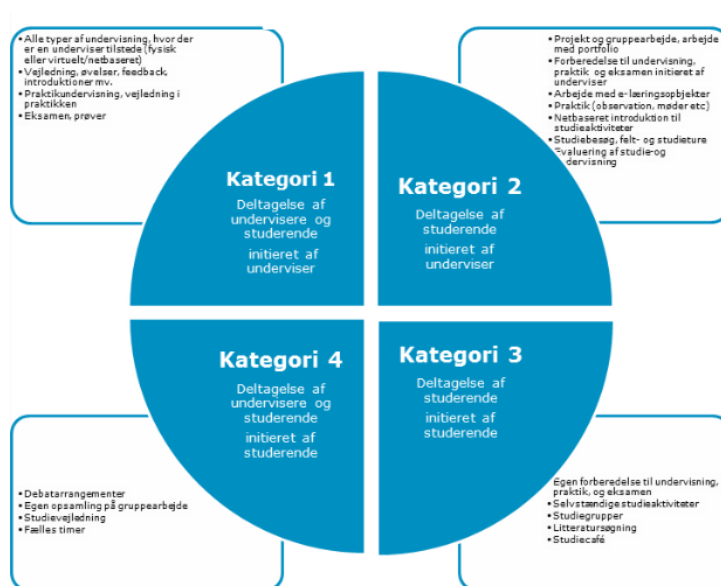 •Alle typer af undervisning, hvor der
er en underviser tilstede (fysisk
eller virtuelt/netbaseret)
•Vejledning, øvelser, feedback,
introduktioner mv.
•Praktikundervisning, vejledning i
praktikken
•Eksamen, prøver
•Projekt og gruppearbejde, arbejde
med portfolio
•Forberedelse til undervisning,
praktik og eksamen initieret af
underviser
•Arbejde med e-læringsobjekter
•Praktik (observation, møder etc)
•Netbaseret introduktion til
studieaktiviteter
•Studiebesøg, felt- og studieture
Evaluering af studie-og
undervisning
Kategori 1
Deltagelse af
undervisere og
studerende
initieret af
underviser
Kategori 2
Deltagelse af
studerende
initieret af
underviser
Kategori 4
Deltagelse af
undervisere og
studerende
initieret af
studerende
Kategori 3
Deltagelse af
studerende
initieret af
studerende
•Debatarrangementer
•Egen opsamling på gruppearbejde
•Studievejledning
•Fælles timer
Egen forberedelse til undervisning,
praktik, og eksamen
•Selvstændige studieaktiviteter
•Studiegrupper
•Litteratursøgning
•Studiecafé